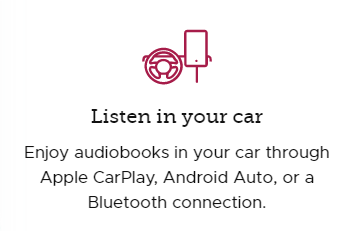 Listen in your car
Enjoy audiobooks in your car through
Apple CarPlay, Android Auto, or a
Bluetooth connection.